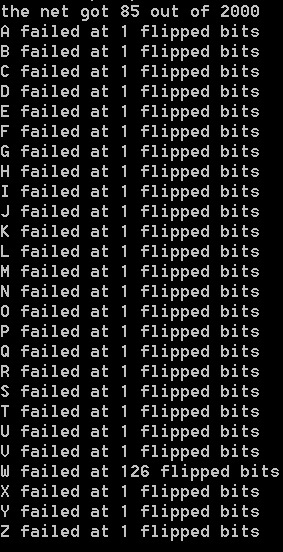 the net got 85 out of 2000
A failed at 1 flipped bits
B failed at 1 flipped bits
C failed at 1 flipped bits
D failed at 1 flipped bits
E failed at 1 flipped bits
F failed at 1 flipped bits
G failed at 1 flipped bits
H failed at 1 flipped bits
I failed at 1 flipped bits
J failed at 1 flipped bits
K failed at 1 flipped bits
L failed at 1 flipped bits
M failed at 1 flipped bits
N failed at 1 flipped bits
O failed at 1 flipped bits
P failed at 1 flipped bits
Q failed at 1 flipped bits
R failed at 1 flipped bits
S failed at 1 flipped bits
T failed at 1 flipped bits
U failed at 1 flipped bits
V failed at 1 flipped bits
W failed at 126 flipped bits
X failed at 1 flipped bits
Y failed at 1 flipped bits
Z failed at 1 flipped bits